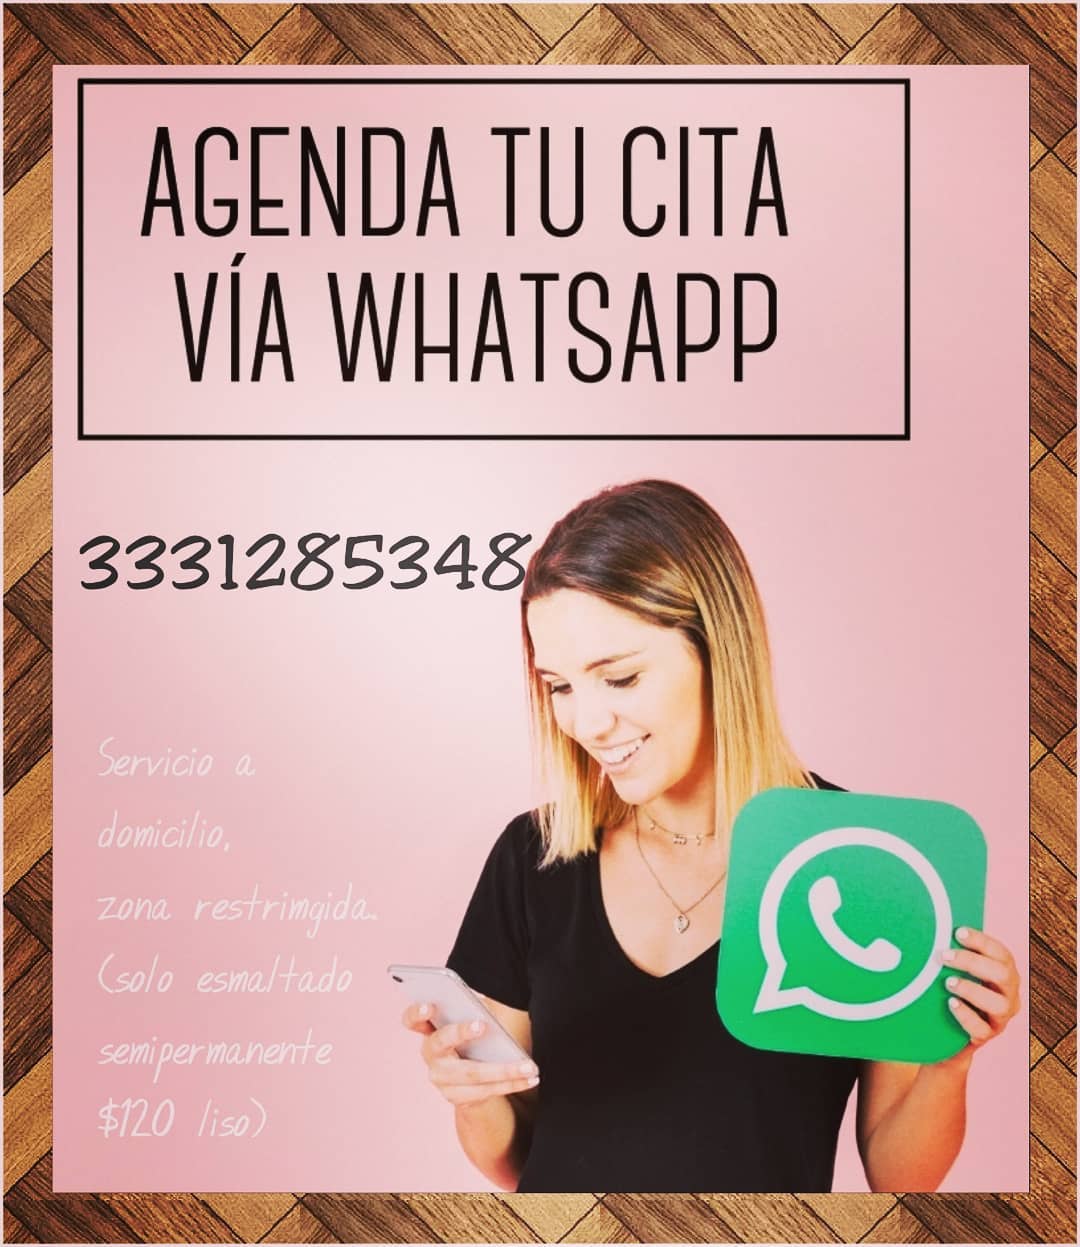 AGENDA TU CITA
VÍA WHATSAPP
3331285348
Servicio a
domicilio,
zona restrimgida.
(solo esmaltado
semipermanente
$120 liso)